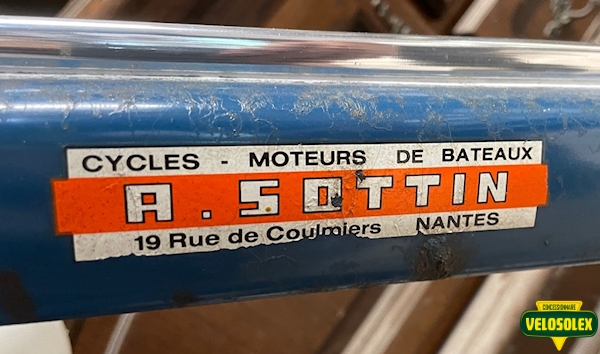 CYCLES - MOTEURS DE BATEAUX
A. SOTTIN
19 Rue de Coulmiers NANTES
CONCESSIONNAIRE
VELOSOLEX